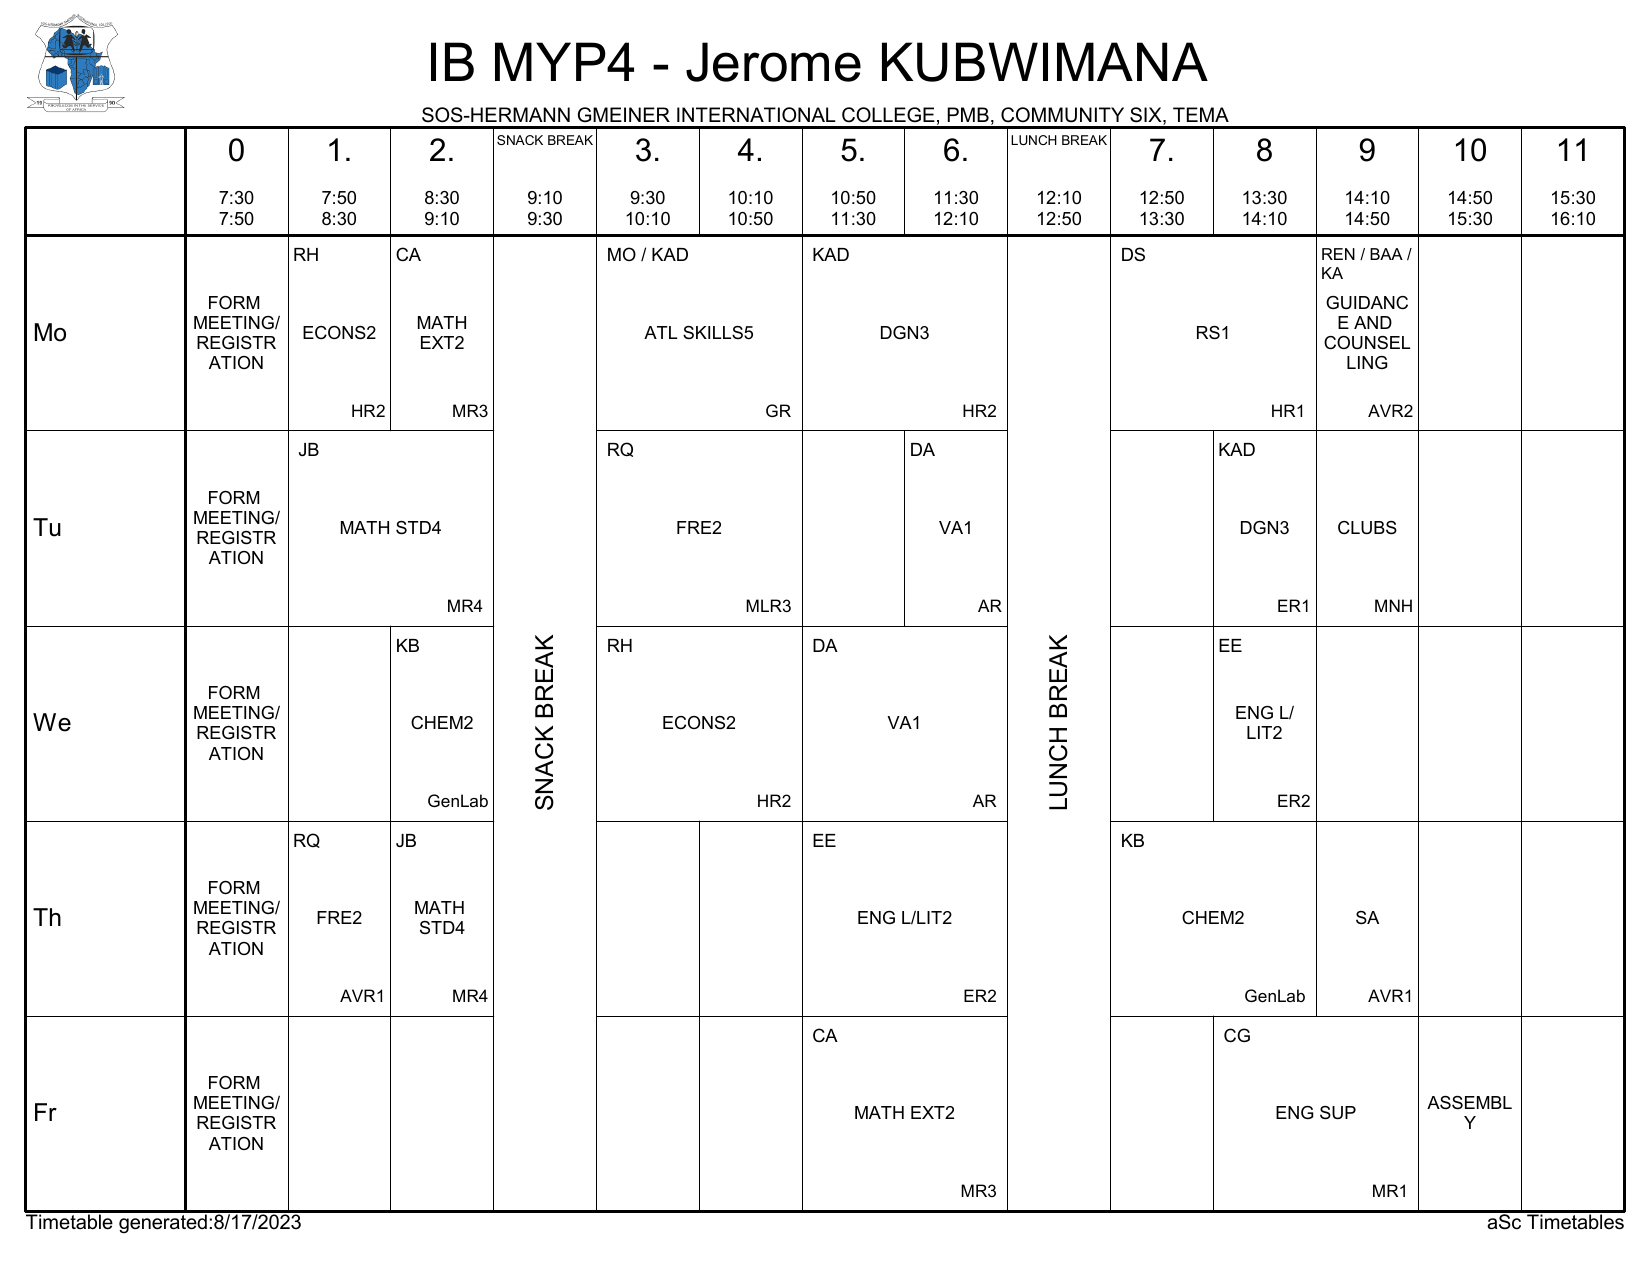 IB MYP4 - Jerome KUBWIMANA
SOS-HERMANN GMEINER INTERNATIONAL COLLEGE, PMB, COMMUNITY SIX, TEMA
KNOWLEDGE IN THE SERVICE
OF AFRICA
19 90
0 1. 2. SNACK BREAK 3. 4. 5. 6. LUNCH BREAK 7. 8 9 10 11
7:30 7:50 8:30 9:10 9:30 10:10 10:50 11:30 12:10 12:50 13:30 14:10 14:50 15:30
7:50 8:30 9:10 9:30 10:10 10:50 11:30 12:10 12:50 13:30 14:10 14:50 15:30 16:10
Mo
FORM
MEETING/
REGISTR
ATION
RH
ECONS2
HR2
CA
MATH
EXT2
MR3
MO / KAD
ATL SKILLS5
GR
KAD
DGN3
HR2
DS
RS1
HR1
REN / BAA /
KA
GUIDANC
E AND
COUNSEL
LING
AVR2
Tu
FORM
MEETING/
REGISTR
ATION
JB
MATH STD4
MR4
RQ
FRE2
MLR3
DA
VA1
AR
KAD
DGN3
ER1
CLUBS
MNH
We
FORM
MEETING/
REGISTR
ATION
KB
CHEM2
GenLab
SNACK BREAK
RH
ECONS2
HR2
DA
VA1
AR
LUNCH BREAK
EE
ENG L/
LIT2
ER2
Th
FORM
MEETING/
REGISTR
ATION
RQ
FRE2
AVR1
JB
MATH
STD4
MR4
EE
ENG L/LIT2
ER2
KB
CHEM2
GenLab
SA
AVR1
Fr
FORM
MEETING/
REGISTR
ATION
CA
MATH EXT2
MR3
CG
ENG SUP
MR1
ASSEMBL
Y
Timetable generated:8/17/2023
aSc Timetables